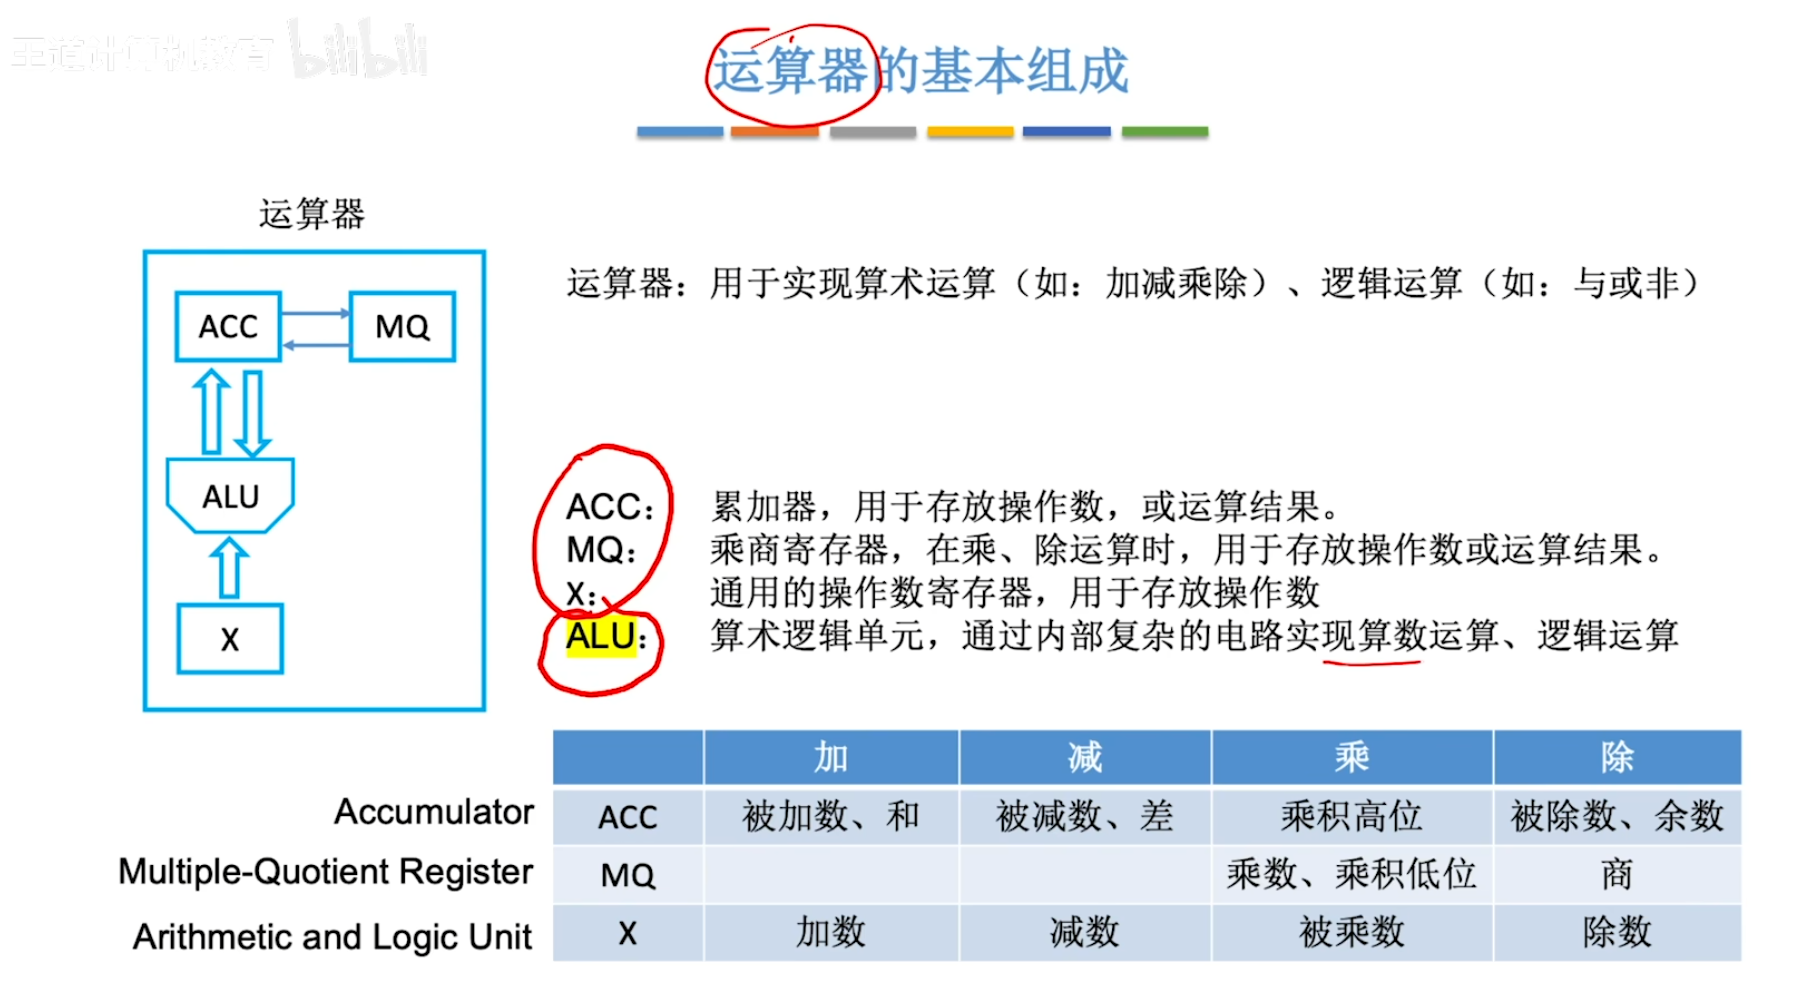 王道计算机教育 bilibili
运算器的基本组成
运算器
ACC
MQ
ALU
X
运算器：用于实现算术运算（如：加减乘除）、逻辑运算（如：与或非）
ACC： 累加器，用于存放操作数，或运算结果。
MQ： 乘商寄存器，在乘、除运算时，用于存放操作数或运算结果。
X： 通用的操作数寄存器，用于存放操作数
ALU： 算术逻辑单元，通过内部复杂的电路实现算数运算、逻辑运算
加 减 乘 除
Accumulator ACC 被加数、和 被减数、差 乘积高位 被除数、余数
Multiple-Quotient Register MQ 乘数、乘积低位 商
Arithmetic and Logic Unit X 加数 减数 被乘数 除数